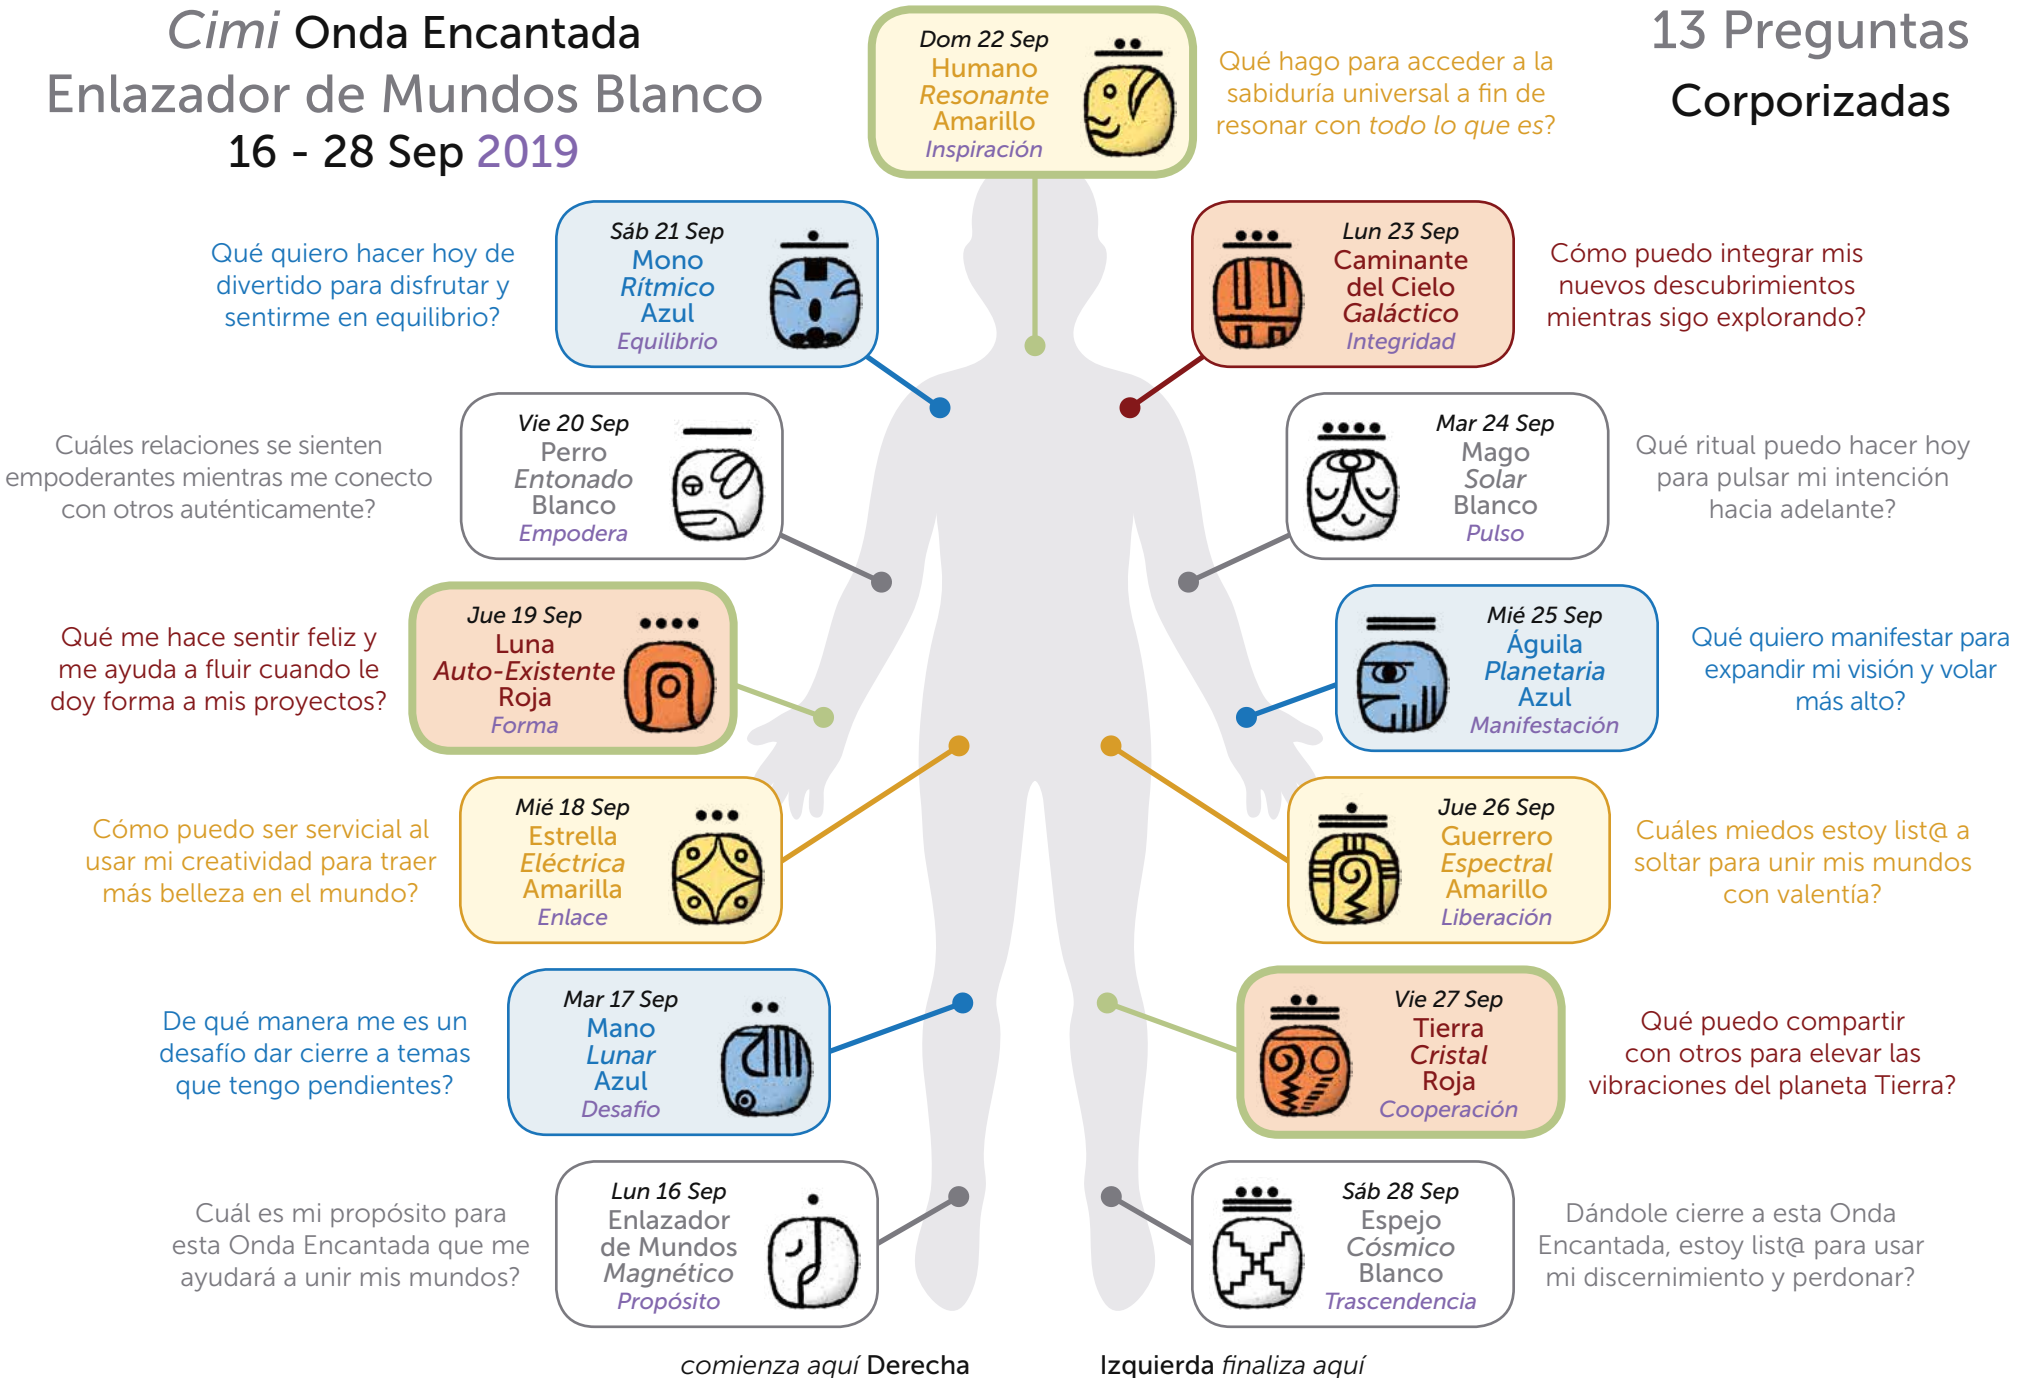 Cimi Onda Encantada
Enlazador de Mundos Blanco
16 - 28 Sep 2019
13 Preguntas
Corporizadas
Dom 22 Sep
Humano
Resonante
Amarillo
Inspiración
Qué hago para acceder a la
sabiduría universal a fin de
resonar con todo lo que es?
Qué quiero hacer hoy de
divertido para disfrutar y
sentirme en equilibrio?
Sáb 21 Sep
Mono
Rítmico
Azul
Equilibrio
Lun 23 Sep
Caminante
del Cielo
Galáctico
Integridad
Cómo puedo integrar mis
nuevos descubrimientos
mientras sigo explorando?
Cuáles relaciones se sienten
empoderantes mientras me conecto
con otros auténticamente?
Vie 20 Sep
Perro
Entonado
Blanco
Empodera
Mar 24 Sep
Mago
Solar
Blanco
Pulso
Qué ritual puedo hacer hoy
para pulsar mi intención
hacia adelante?
Qué me hace sentir feliz y
me ayuda a fluir cuando le
doy forma a mis proyectos?
Jue 19 Sep
Luna
Auto-Existente
Roja
Forma
Mié 25 Sep
Águila
Planetaria
Azul
Manifestación
Qué quiero manifestar para
expandir mi visión y volar
más alto?
Cómo puedo ser servicial al
usar mi creatividad para traer
más belleza en el mundo?
Mié 18 Sep
Estrella
Eléctrica
Amarilla
Enlace
Jue 26 Sep
Guerrero
Espectral
Amarillo
Liberación
Cuáles miedos estoy list@ a
soltar para unir mis mundos
con valentía?
De qué manera me es un
desafío dar cierre a temas
que tengo pendientes?
Mar 17 Sep
Mano
Lunar
Azul
Desafio
Vie 27 Sep
Tierra
Cristal
Roja
Cooperación
Qué puedo compartir
con otros para elevar las
vibraciones del planeta Tierra?
Cuál es mi propósito para
esta Onda Encantada que me
ayudará a unir mis mundos?
Lun 16 Sep
Enlazador
de Mundos
Magnético
Propósito
Sáb 28 Sep
Espejo
Cósmico
Blanco
Trascendencia
Dándole cierre a esta Onda
Encantada, estoy list@ para usar
mi discernimiento y perdonar?
comienza aquí Derecha
Izquierda finaliza aquí